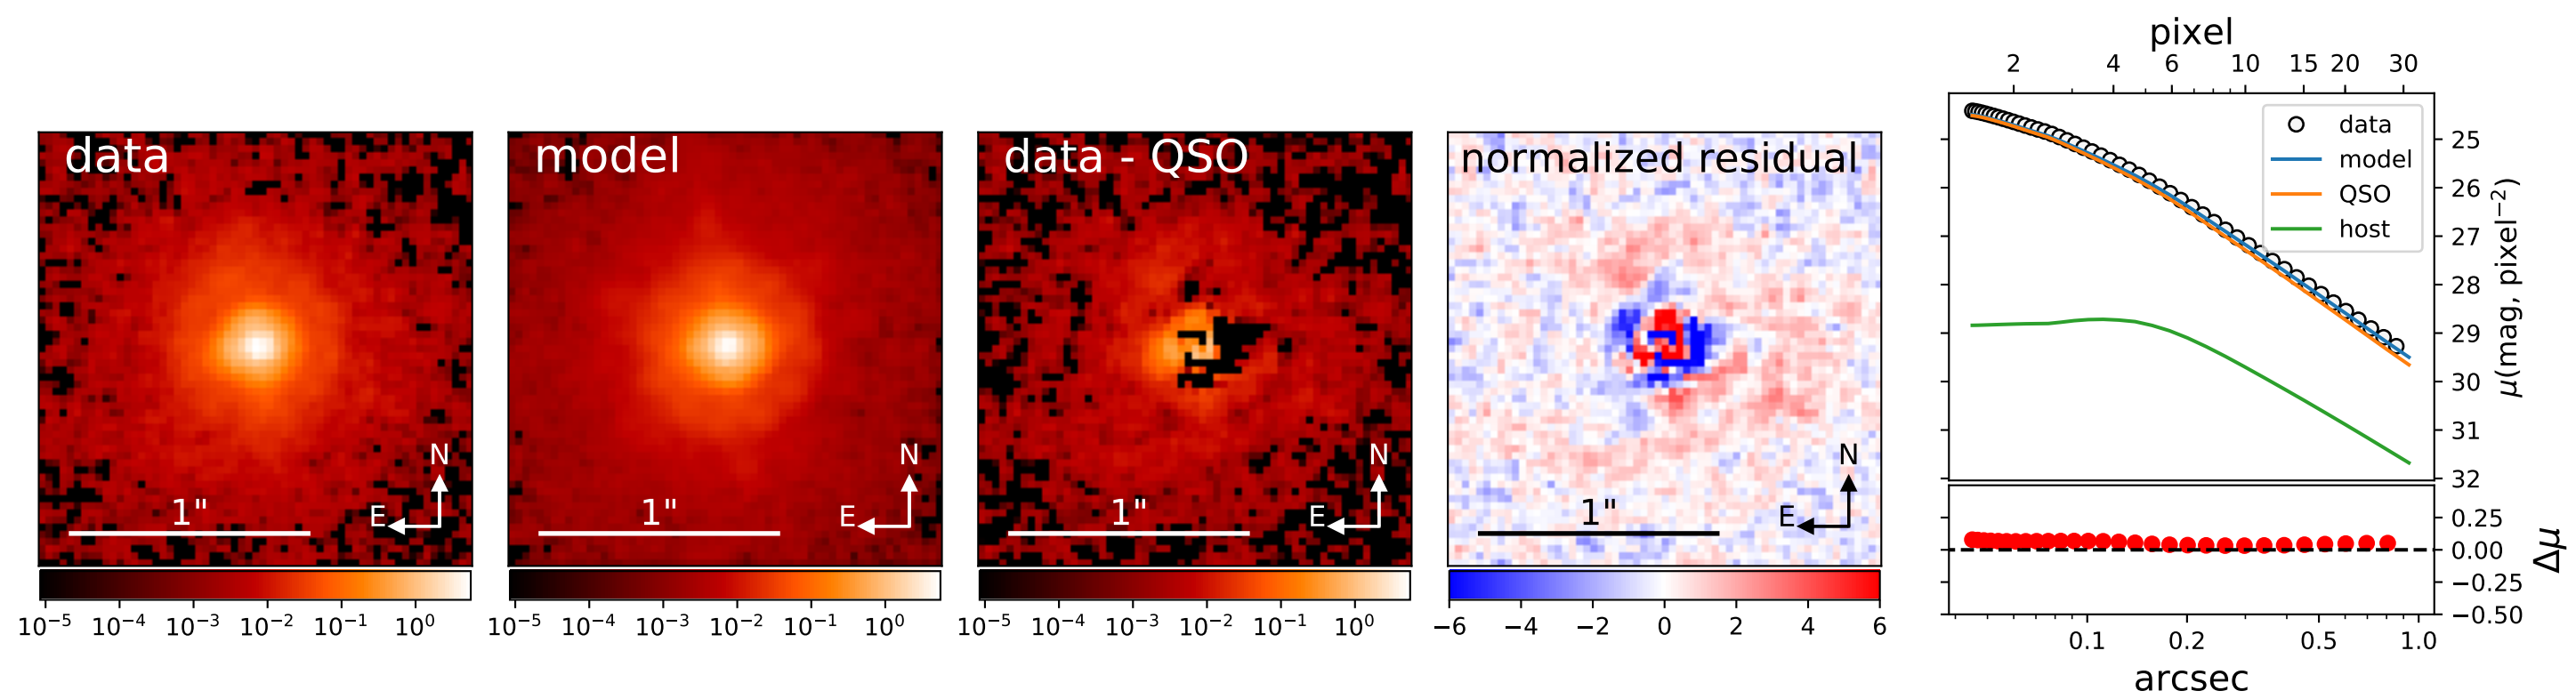 data
N
E
1"
10⁻⁵ 10⁻⁴ 10⁻³ 10⁻² 10⁻¹ 10⁰
model
N
E
1"
10⁻⁵ 10⁻⁴ 10⁻³ 10⁻² 10⁻¹ 10⁰
data - QSO
N
E
1"
10⁻⁵ 10⁻⁴ 10⁻³ 10⁻² 10⁻¹ 10⁰
normalized residual
N
E
1"
−6 −4 −2 0 2 4 6
pixel
2 4 6 10 15 20 30
data
model
QSO
host
25
26
27
28
29
30
31
32
μ(mag, pixel⁻²)
0.25
0.00
−0.25
−0.50
Δμ
0.1 0.2 0.5 1.0
arcsec